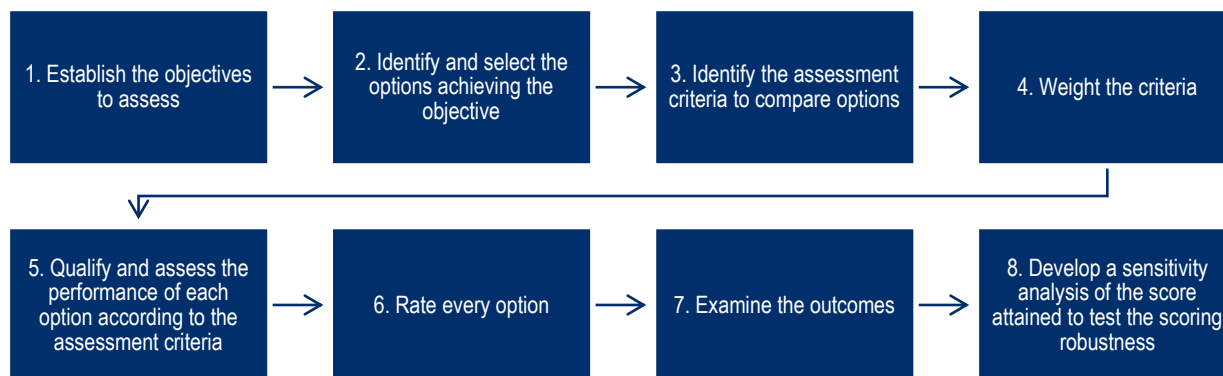 1. Establish the objectives
to assess
2. Identify and select the
options achieving the
objective
3. Identify the assessment
criteria to compare options
4. Weight the criteria
5. Qualify and assess the
performance of each
option according to the
assessment criteria
6. Rate every option
7. Examine the outcomes
8. Develop a sensitivity
analysis of the score
attained to test the scoring
robustness